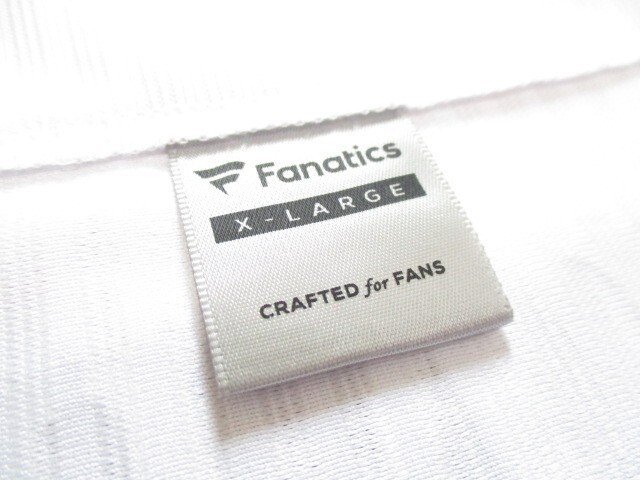 Fanatics
X-LARGE
CRAFTED for FANS